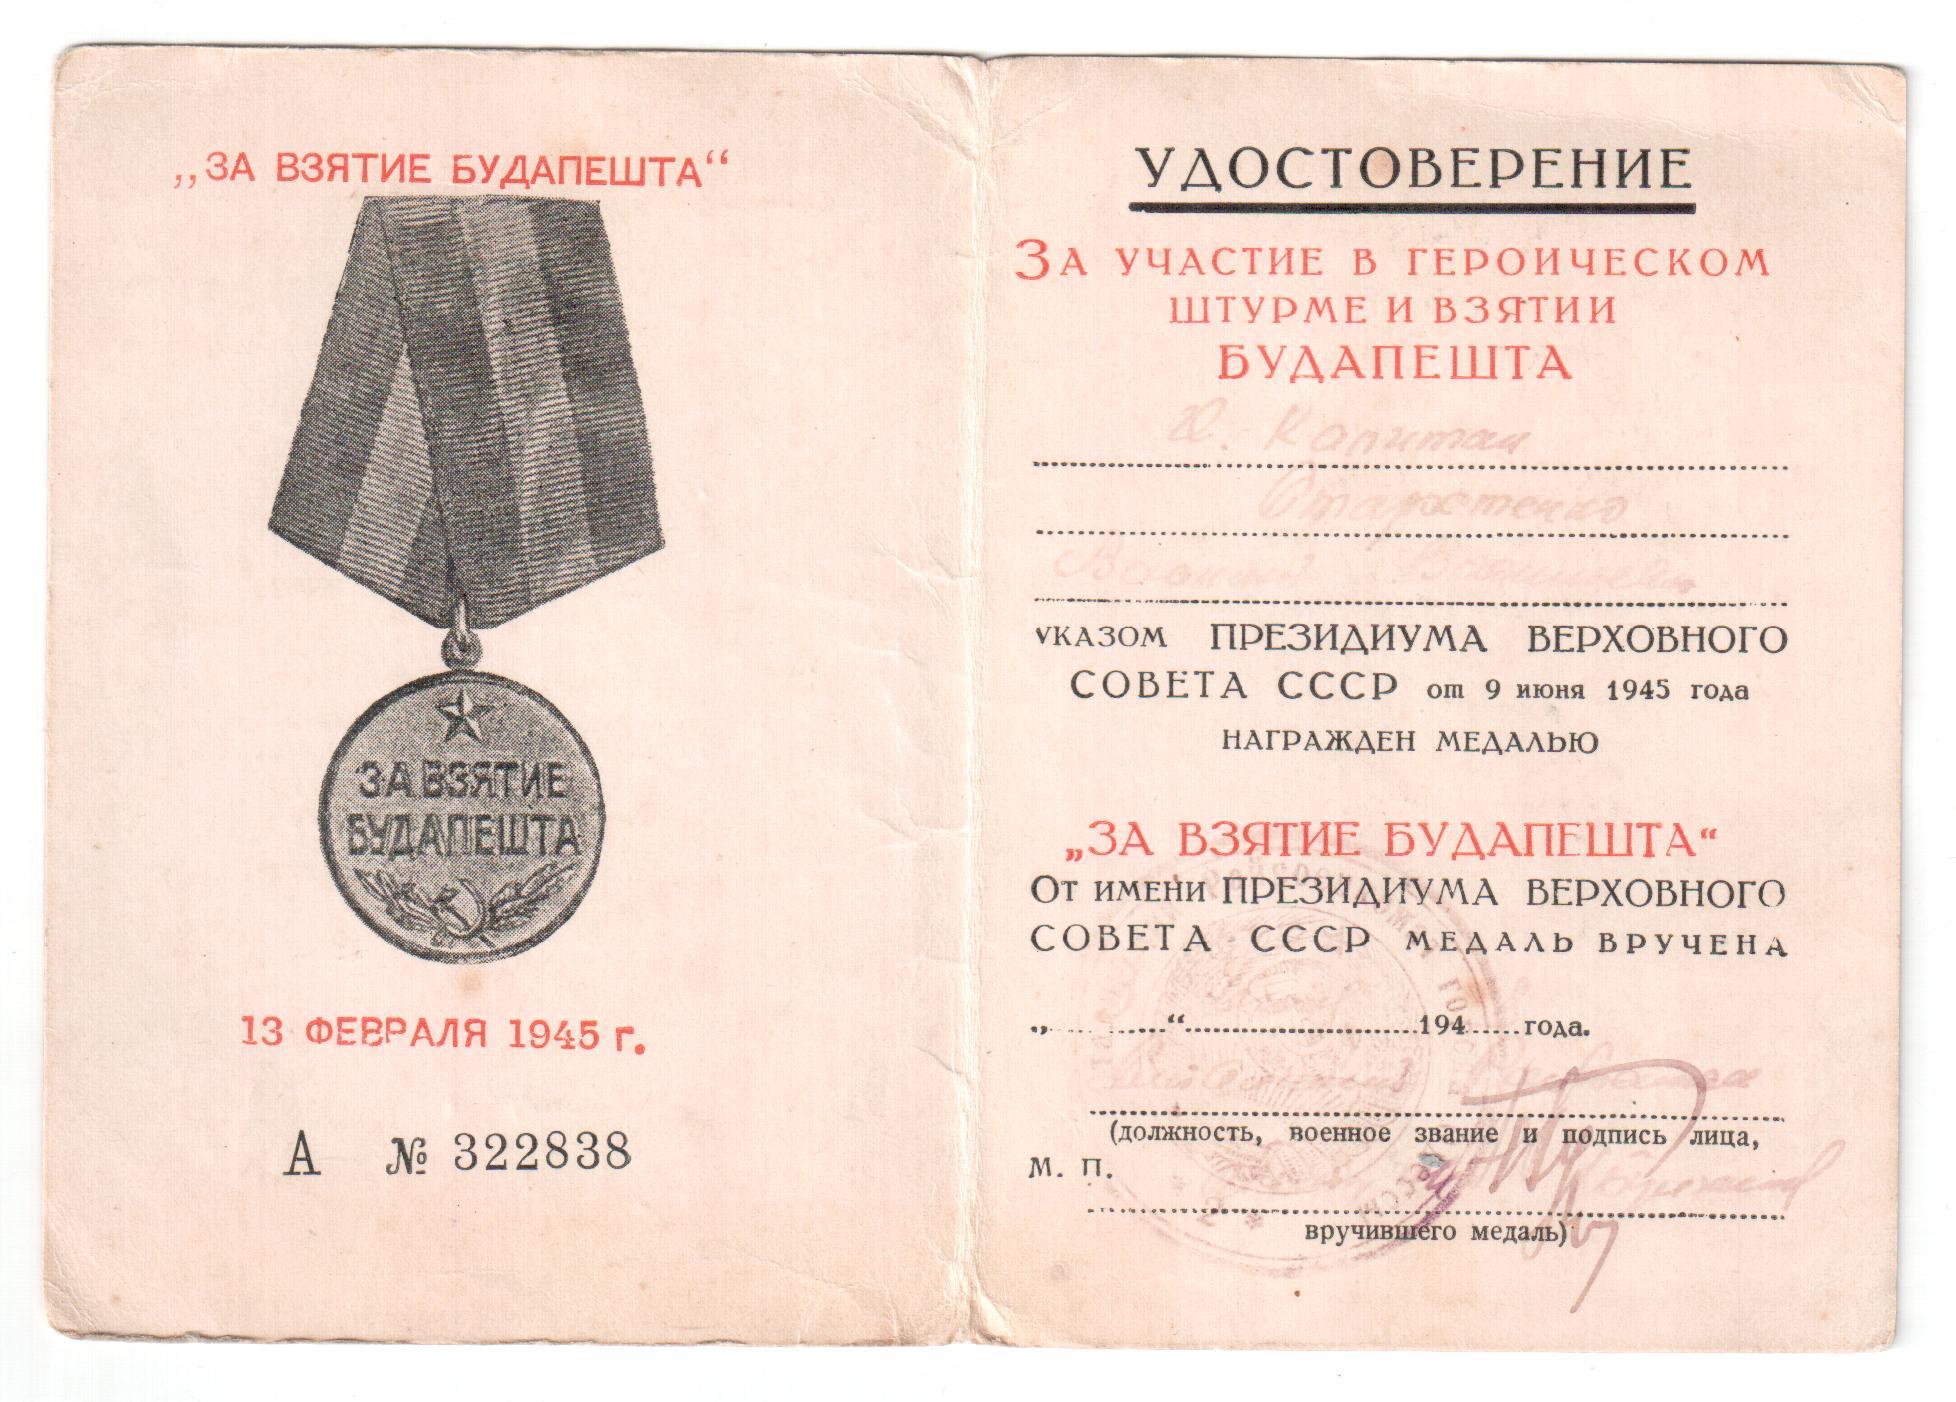 „ЗА ВЗЯТИЕ БУДАПЕШТА“
ЗА ВЗЯТИЕ
БУДАПЕШТА
13 ФЕВРАЛЯ 1945 г.
А № 322838
УДОСТОВЕРЕНИЕ
ЗА УЧАСТИЕ В ГЕРОИЧЕСКОМ
ШТУРМЕ И ВЗЯТИИ
БУДАПЕШТА
Капитан
УКАЗОМ ПРЕЗИДИУМА ВЕРХОВНОГО
СОВЕТА СССР от 9 июня 1945 года
НАГРАЖДЕН МЕДАЛЬЮ
„ЗА ВЗЯТИЕ БУДАПЕШТА“
ОТ ИМЕНИ ПРЕЗИДИУМА ВЕРХОВНОГО
СОВЕТА СССР МЕДАЛЬ ВРУЧЕНА
„..........“..............................194......года.
(должность, военное звание и подпись лица,
М. П.
вручившего медаль)